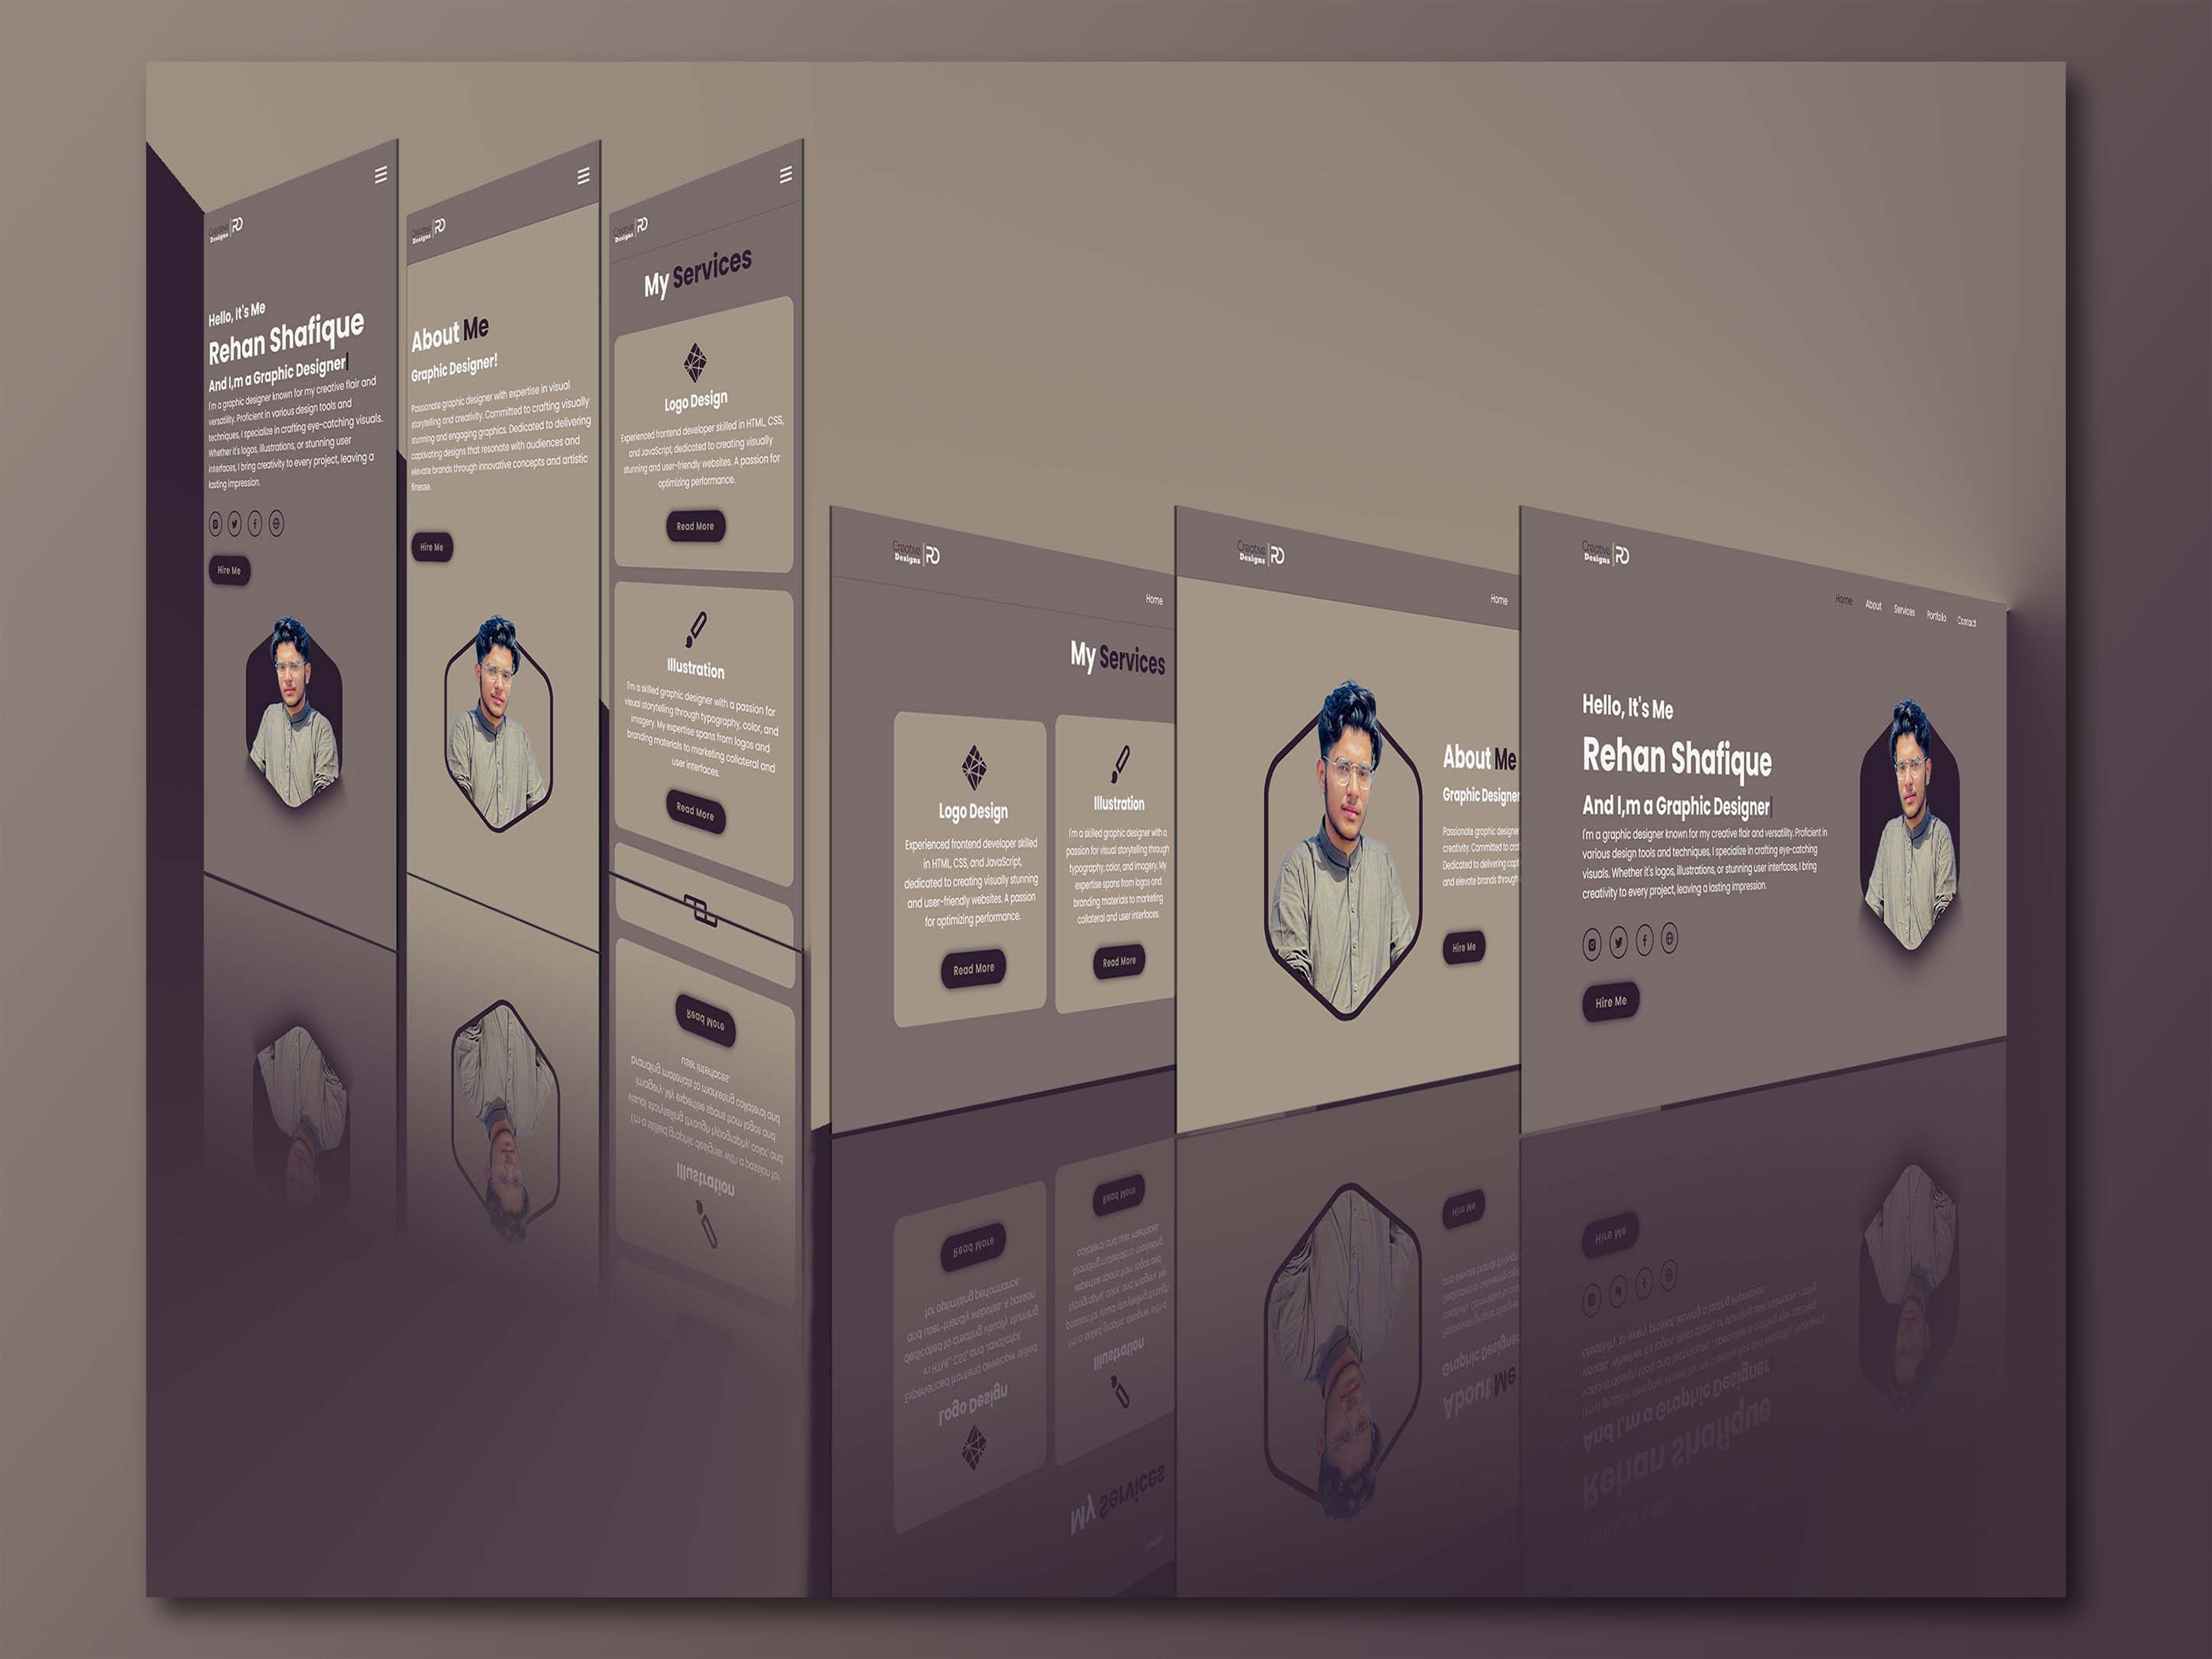 Creative
Designs RD
Hello, It's Me
Rehan Shafique
And I,m a Graphic Designer
I'm a graphic designer known for my creative flair and
versatility. Proficient in various design tools and
techniques, I specialize in crafting eye-catching visuals.
Whether it's logos, illustrations, or stunning user
interfaces, I bring creativity to every project, leaving a
lasting impression.
Hire Me
Creative
Designs RD
About Me
Graphic Designer!
Passionate graphic designer with expertise in visual
storytelling and creativity. Committed to crafting visually
stunning and engaging graphics. Dedicated to delivering
captivating designs that resonate with audiences and
elevate brands through innovative concepts and artistic
finesse.
Hire Me
Creative
Designs RD
My Services
Logo Design
Experienced frontend developer skilled in HTML, CSS,
and JavaScript, dedicated to creating visually
stunning and user-friendly websites. A passion for
optimizing performance.
Read More
Illustration
I'm a skilled graphic designer with a passion for
visual storytelling through typography, color, and
imagery. My expertise spans from logos and
branding materials to marketing collateral and
user interfaces.
Read More
Creative
Designs RD
Home
My Services
Logo Design
Experienced frontend developer skilled
in HTML, CSS, and JavaScript,
dedicated to creating visually stunning
and user-friendly websites. A passion
for optimizing performance.
Read More
Illustration
I'm a skilled graphic designer with a
passion for visual storytelling through
typography, color, and imagery. My
expertise spans from logos and
branding materials to marketing
collateral and user interfaces.
Read More
Creative
Designs RD
Home
About Me
Graphic Designer
Passionate graphic designer
creativity. Committed to
Dedicated to delivering
and elevate brands through
Hire Me
Creative
Designs RD
Home About Services Portfolio Contact
Hello, It's Me
Rehan Shafique
And I,m a Graphic Designer
I'm a graphic designer known for my creative flair and versatility. Proficient in
various design tools and techniques, I specialize in crafting eye-catching
visuals. Whether it's logos, illustrations, or stunning user interfaces, I bring
creativity to every project, leaving a lasting impression.
Hire Me